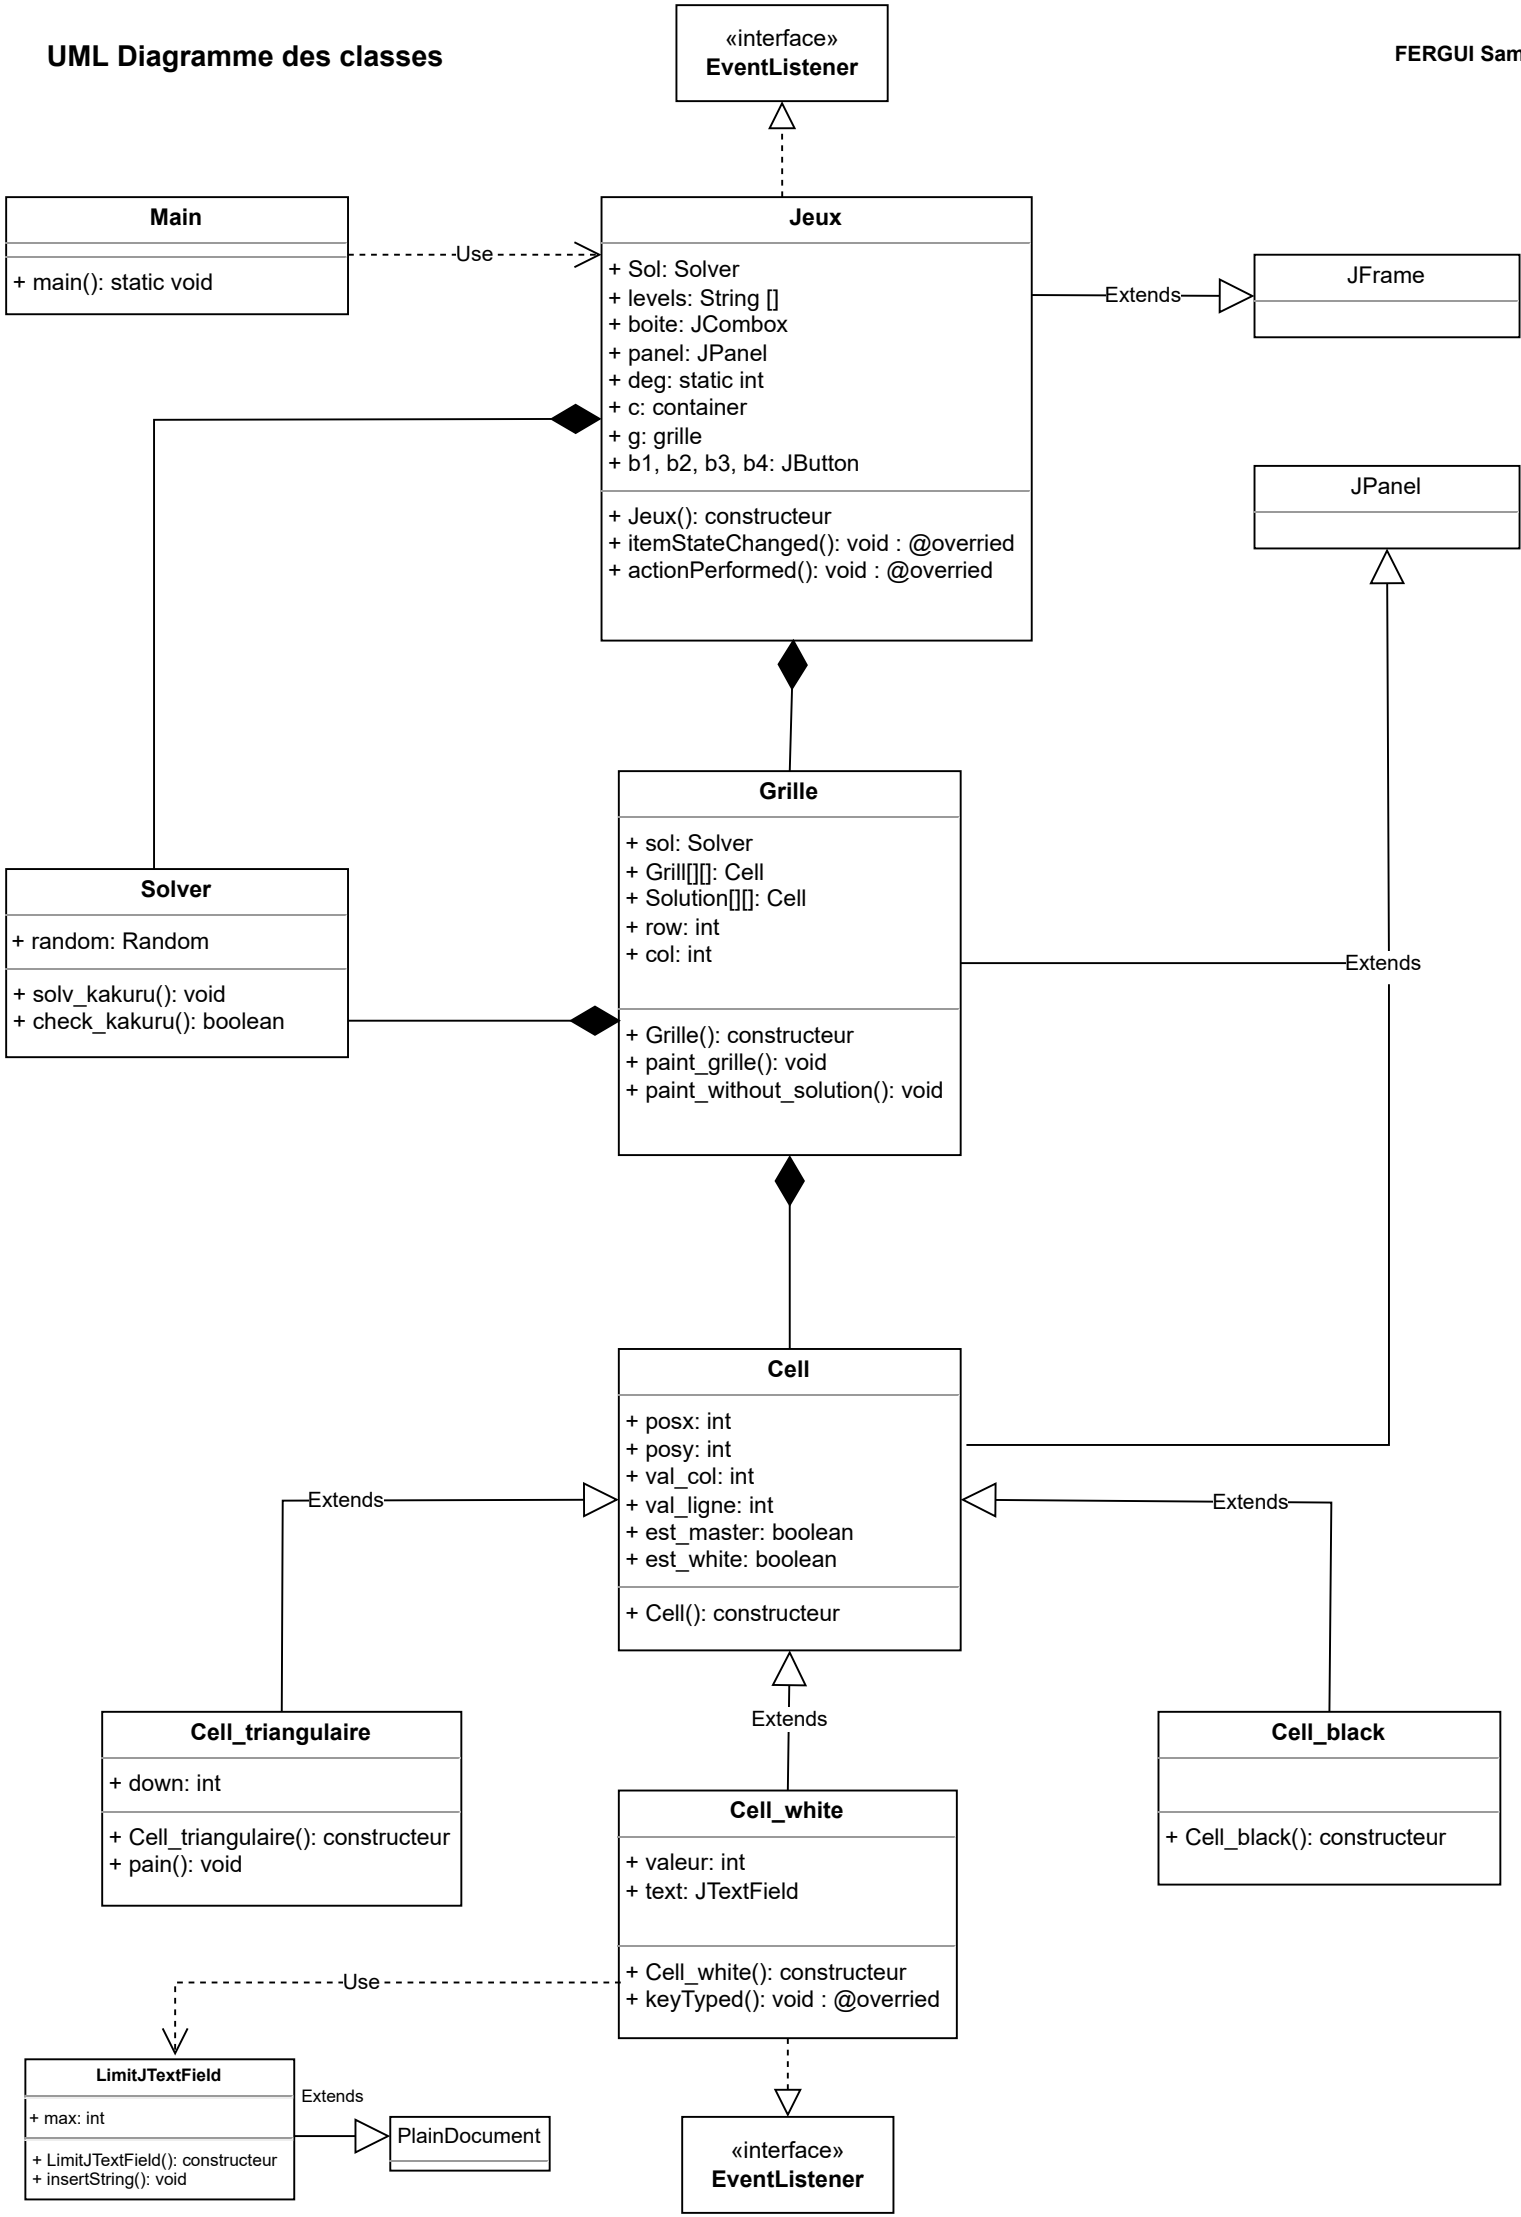 UML Diagramme des classes
«interface»
EventListener
FERGUI Sam
Main
+ main(): static void
Use
Jeux
+ Sol: Solver
+ levels: String []
+ boite: JCombox
+ panel: JPanel
+ deg: static int
+ c: container
+ g: grille
+ b1, b2, b3, b4: JButton
+ Jeux(): constructeur
+ itemStateChanged(): void : @overried
+ actionPerformed(): void : @overried
Extends
JFrame
JPanel
Grille
+ sol: Solver
+ Grill[][]: Cell
+ Solution[][]: Cell
+ row: int
+ col: int
+ Grille(): constructeur
+ paint_grille(): void
+ paint_without_solution(): void
Solver
+ random: Random
+ solv_kakuru(): void
+ check_kakuru(): boolean
Extends
Cell
+ posx: int
+ posy: int
+ val_col: int
+ val_ligne: int
+ est_master: boolean
+ est_white: boolean
+ Cell(): constructeur
Extends
Extends
Extends
Cell_triangulaire
+ down: int
+ Cell_triangulaire(): constructeur
+ pain(): void
Cell_white
+ valeur: int
+ text: JTextField
+ Cell_white(): constructeur
+ keyTyped(): void : @overried
Cell_black
+ Cell_black(): constructeur
Use
LimitJTextField
+ max: int
+ LimitJTextField(): constructeur
+ insertString(): void
Extends
PlainDocument
«interface»
EventListener